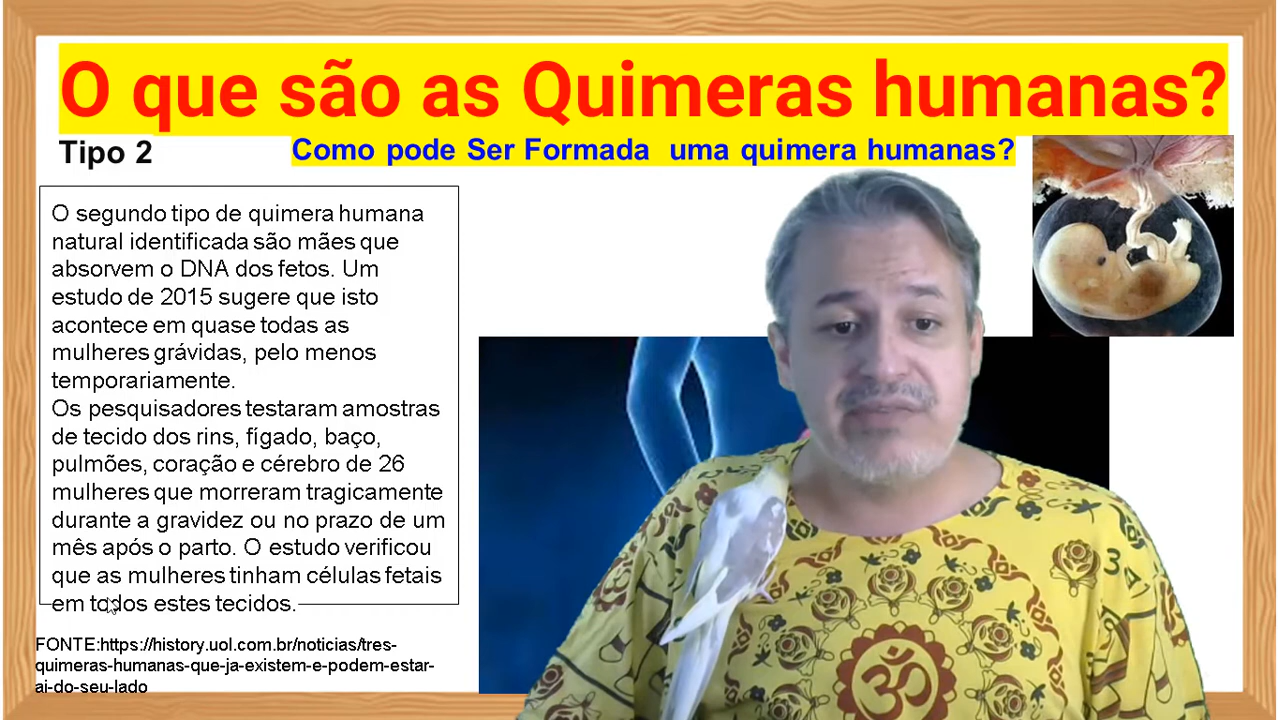 O que são as Quimeras humanas?
Tipo 2
Como pode Ser Formada uma quimera humanas?
O segundo tipo de quimera humana
natural identificada são mães que
absorvem o DNA dos fetos. Um
estudo de 2015 sugere que isto
acontece em quase todas as
mulheres grávidas, pelo menos
temporariamente.
Os pesquisadores testaram amostras
de tecido dos rins, fígado, baço,
pulmões, coração e cérebro de 26
mulheres que morreram tragicamente
durante a gravidez ou no prazo de um
mês após o parto. O estudo verificou
que as mulheres tinham células fetais
em todos estes tecidos.
FONTE:https://history.uol.com.br/noticias/tres-
quimeras-humanas-que-ja-existem-e-podem-estar-
ai-do-seu-lado
ॐ